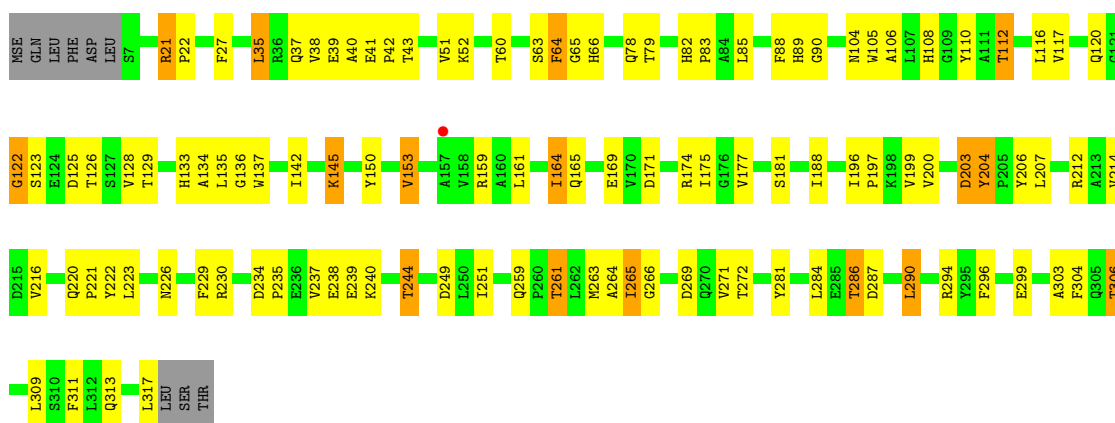 MSE GLN LEU PHE ASP LEU S7 R21 P22 F27 L35 R36 Q37 V38 E39 A40 E41 P42 T43 V51 K52 T60 S63 F64 G65 H66 Q78 T79 H82 P83 A84 L85 F88 H89 G90 N104 W105 A106 L107 H108 G109 Y110 A111 T112 L116 V117 Q120 G121
G122 S123 E124 D125 T126 S127 V128 T129 H133 A134 L135 G136 W137 I142 K145 Y150 V153 A157 V158 R159 A160 L161 I164 Q165 E169 V170 D171 R174 I175 G176 V177 S181 I188 I196 P197 K198 V199 V200 D203 Y204 P205 Y206 L207 R212 A213 V214
D215 V216 Q220 P221 Y222 L223 N226 F229 R230 D234 P235 E236 V237 E238 E239 K240 T244 D249 L250 I251 Q259 P260 T261 L262 M263 A264 I265 G266 D269 Q270 V271 T272 Y281 L284 E285 T286 D287 L290 R294 Y295 F296 E299 A303 F304 Q305 T306
L309 S310 F311 L312 Q313 L317 LEU SER THR